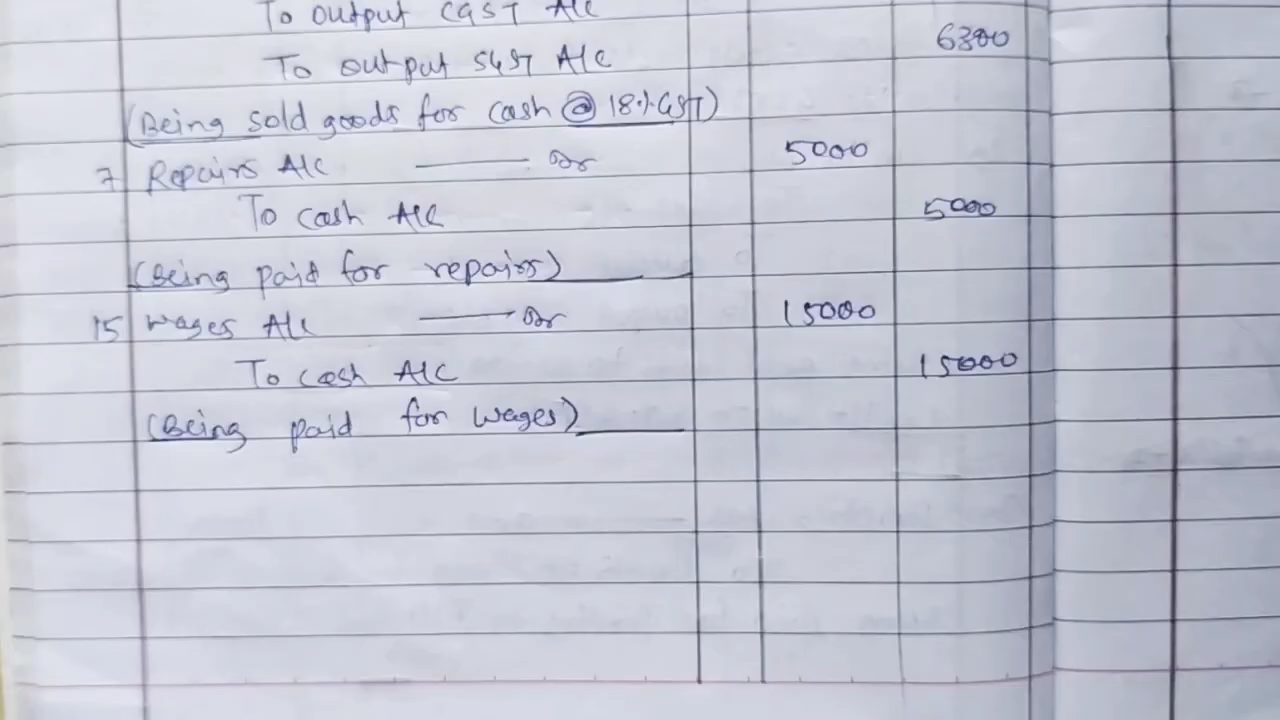 To output CGST A/C
To output SGST A/C 6300
(Being sold goods for cash @ 18% GST)
7 Repairs A/C Dr 5000
To cash A/C 5000
(Being paid for repairs)
15 wages A/C Dr 15000
To cash A/C 15000
(Being paid for wages)